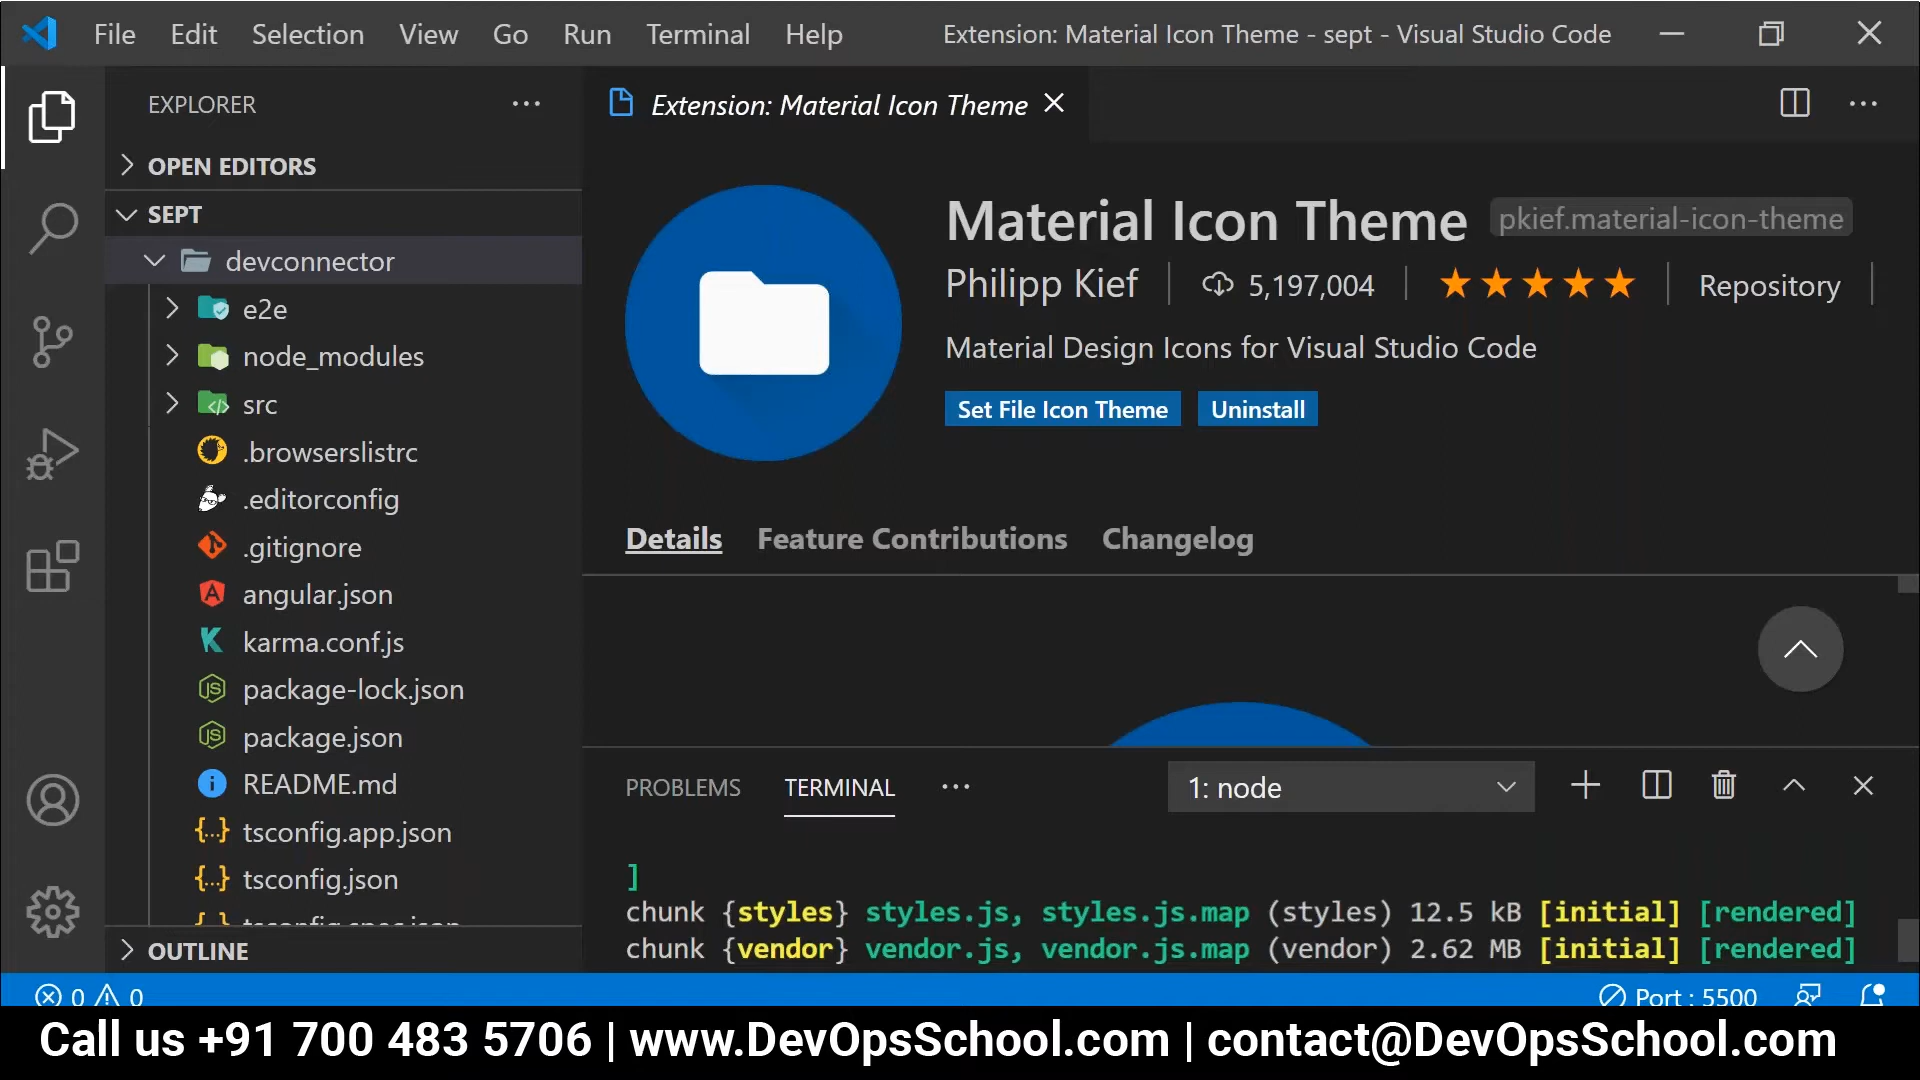 File Edit Selection View Go Run Terminal Help Extension: Material Icon Theme - sept - Visual Studio Code
EXPLORER
OPEN EDITORS
SEPT
devconnector
e2e
node_modules
src
.browserslistrc
.editorconfig
.gitignore
angular.json
karma.conf.js
package-lock.json
package.json
README.md
tsconfig.app.json
tsconfig.json
tsconfig.spec.json
OUTLINE
Extension: Material Icon Theme
Material Icon Theme pkief.material-icon-theme
Philipp Kief 5,197,004 Repository
Material Design Icons for Visual Studio Code
Set File Icon Theme Uninstall
Details Feature Contributions Changelog
PROBLEMS TERMINAL 1: node
]
chunk {styles} styles.js, styles.js.map (styles) 12.5 kB [initial] [rendered]
chunk {vendor} vendor.js, vendor.js.map (vendor) 2.62 MB [initial] [rendered]
0 0 Port : 5500
Call us +91 700 483 5706 | www.DevOpsSchool.com | contact@DevOpsSchool.com